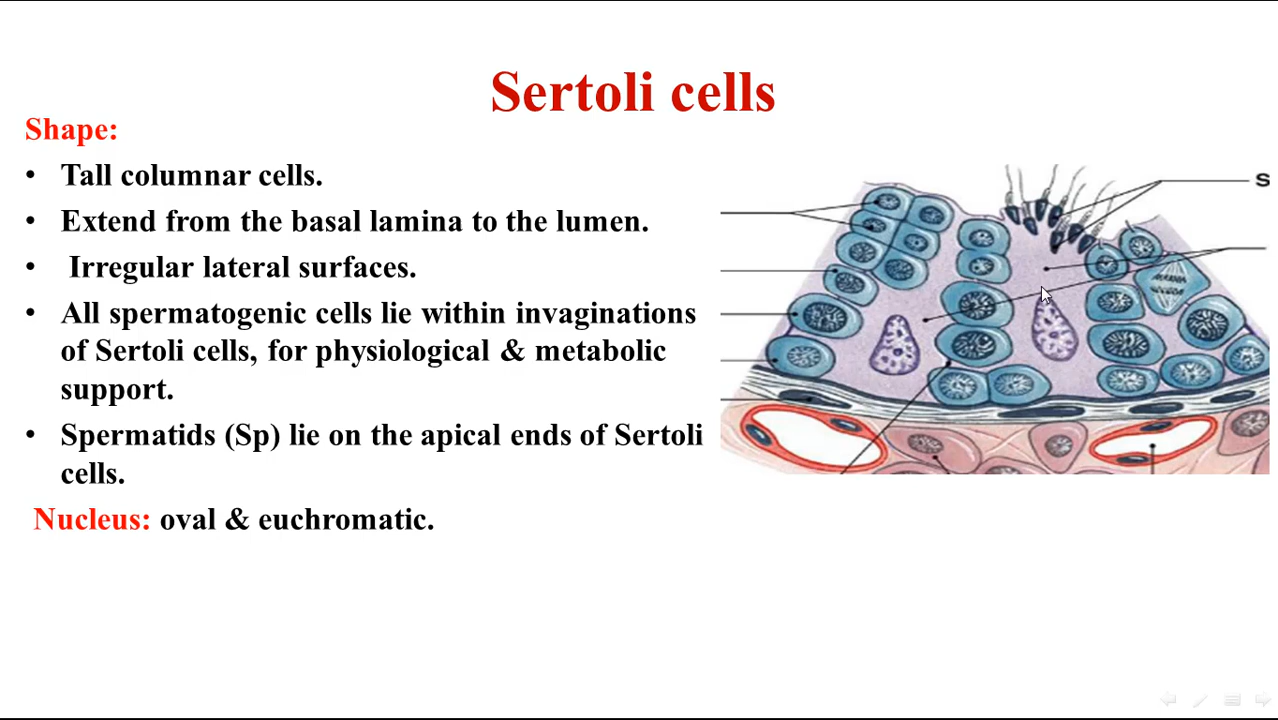 Sertoli cells
Shape:
• Tall columnar cells.
• Extend from the basal lamina to the lumen.
• Irregular lateral surfaces.
• All spermatogenic cells lie within invaginations
of Sertoli cells, for physiological & metabolic
support.
• Spermatids (Sp) lie on the apical ends of Sertoli
cells.
Nucleus: oval & euchromatic.
S